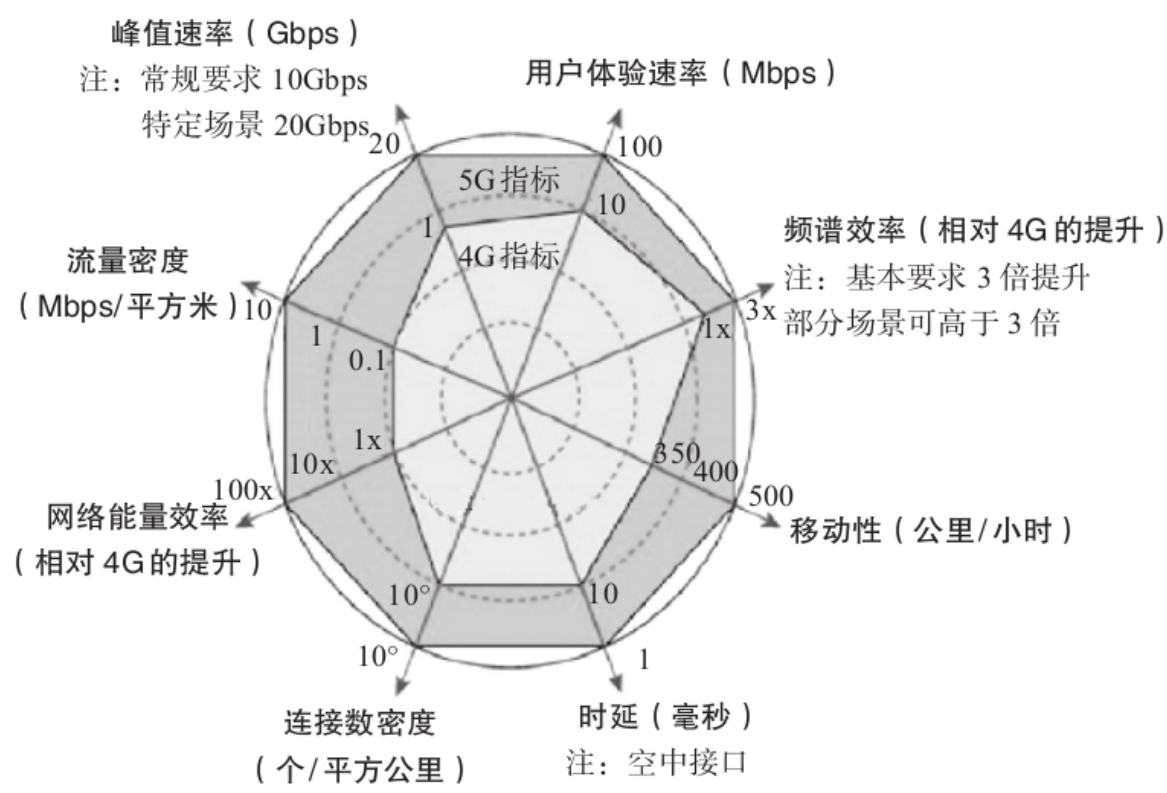 峰值速率（Gbps）
注：常规要求 10Gbps
特定场景 20Gbps
用户体验速率（Mbps）
20
100
5G指标
10
1
4G指标
频谱效率（相对 4G的提升）
注：基本要求 3 倍提升
部分场景可高于 3 倍
3x
1x
流量密度
（Mbps/平方米）
10
1
0.1
1x
10x
100x
网络能量效率
（相对 4G的提升）
350
400
500
移动性（公里/小时）
10°
10
10°
1
连接数密度
（个/平方公里）
时延（毫秒）
注：空中接口